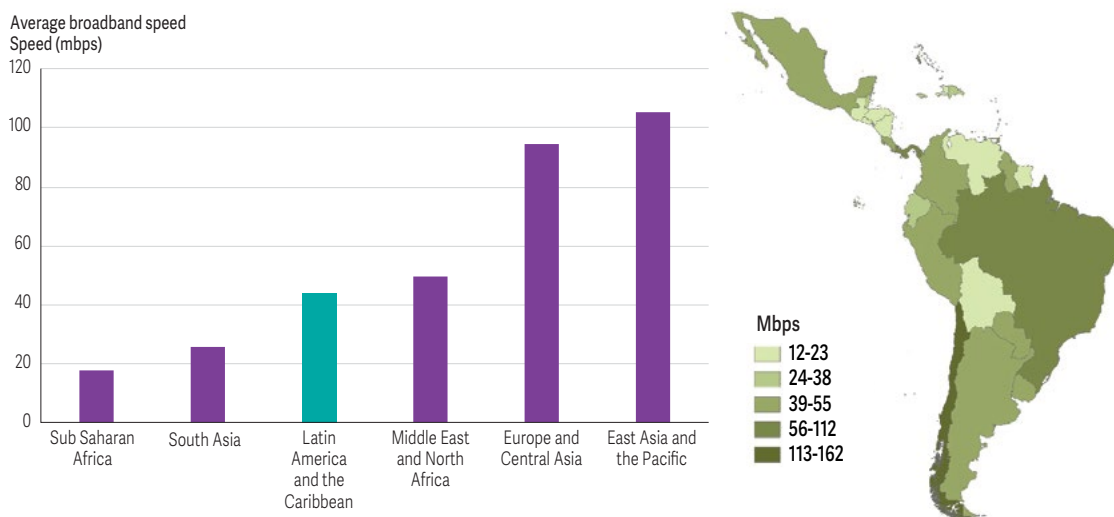 Average broadband speed
Speed (mbps)
120
100
80
60
40
20
0
Sub Saharan
Africa
South Asia
Latin
America
and the
Caribbean
Middle East
and North
Africa
Europe and
Central Asia
East Asia and
the Pacific
Mbps
12-23
24-38
39-55
56-112
113-162